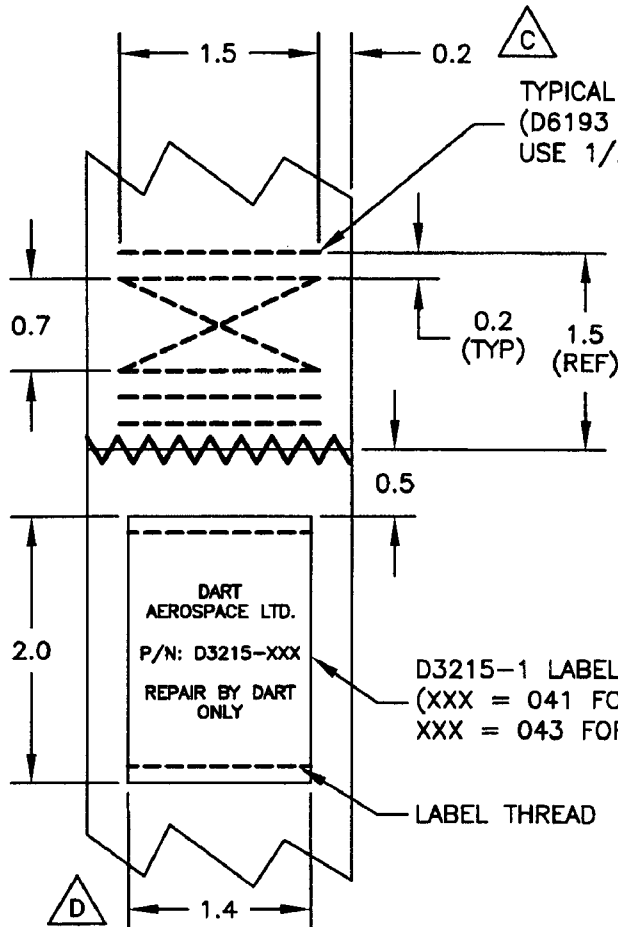 1.5
0.2
C
TYPICAL
(D6193
USE 1/
0.7
0.2
(TYP)
1.5
(REF)
0.5
DART
AEROSPACE LTD.
P/N: D3215-XXX
REPAIR BY DART
ONLY
2.0
D3215-1 LABEL
(XXX = 041 FO
XXX = 043 FOR
LABEL THREAD
D
1.4